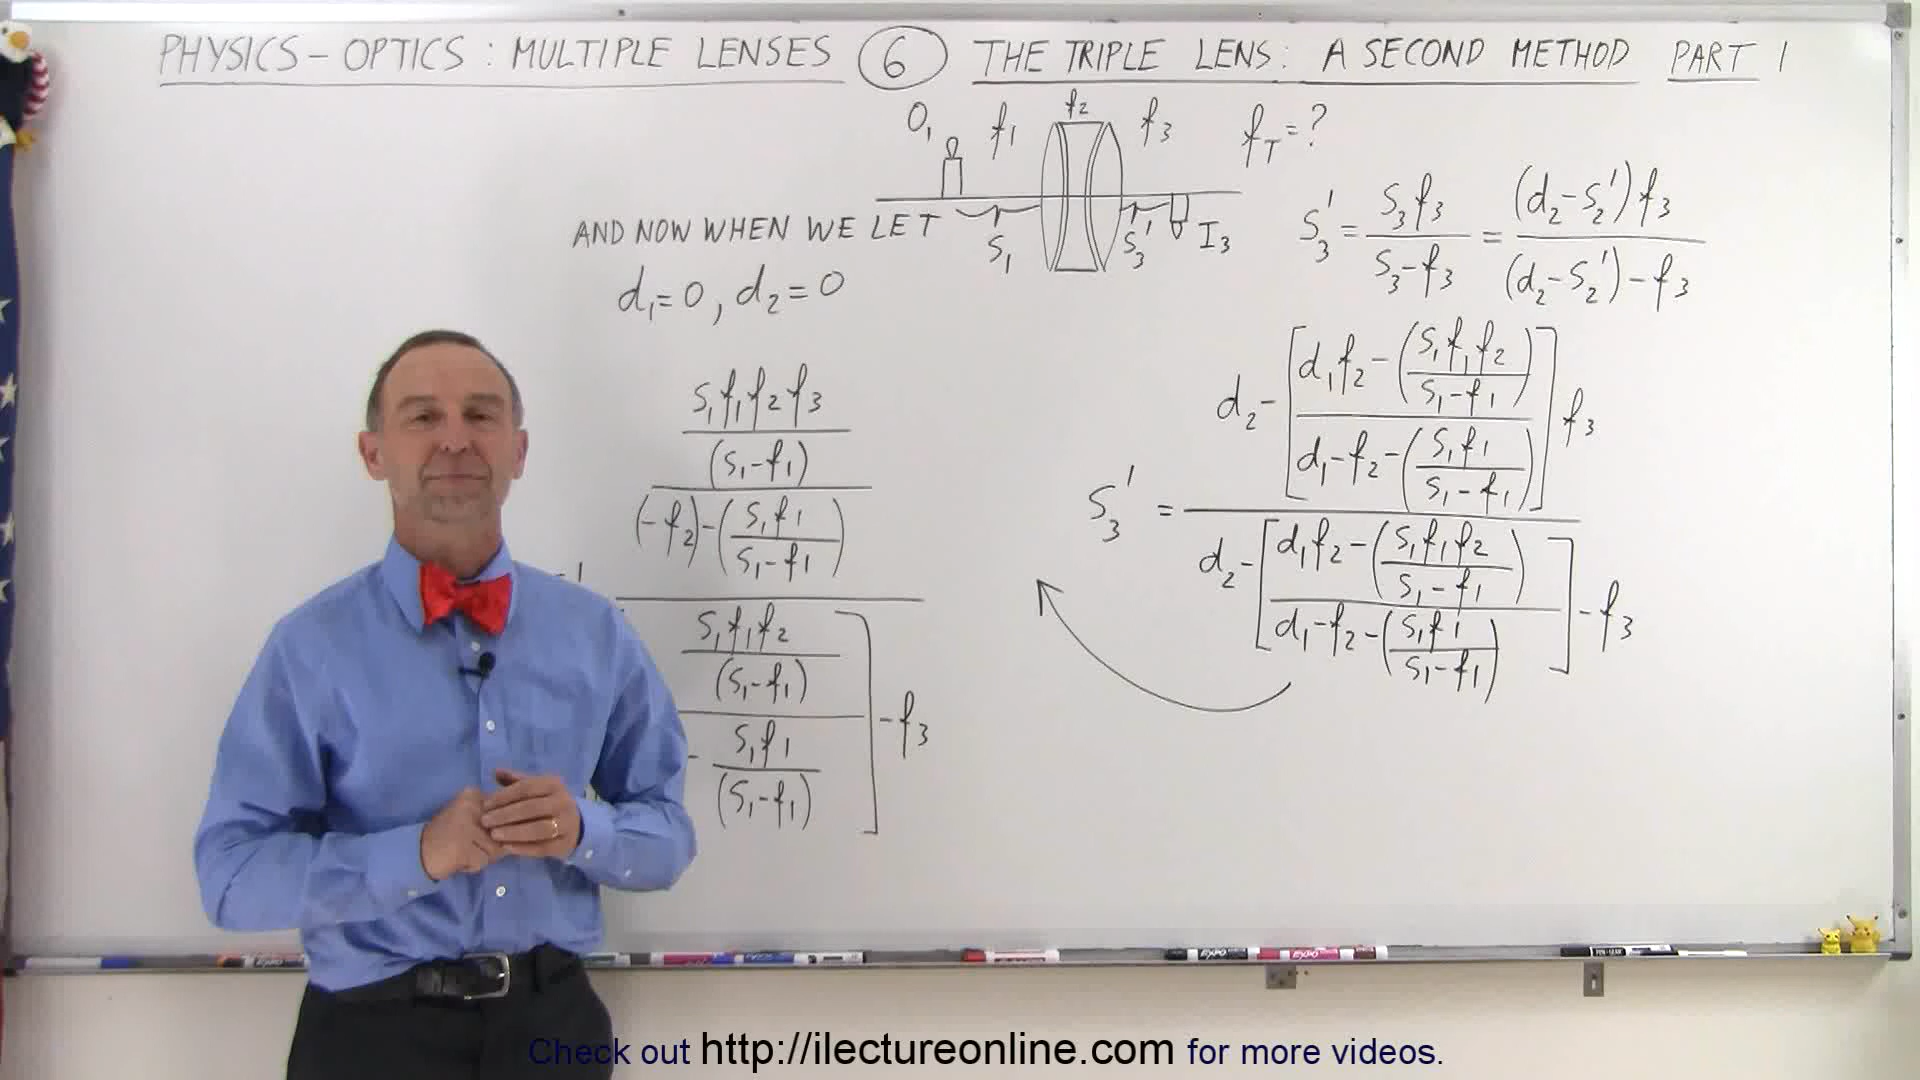 PHYSICS – OPTICS : MULTIPLE LENSES 6 THE TRIPLE LENS: A SECOND METHOD PART 1
O₁ f₁ f₂ f₃ f_T = ?
S₁ S₃' I₃
S₃' = S₃f₃ / (S₃-f₃) = (d₂-S₂')f₃ / ((d₂-S₂')-f₃)
AND NOW WHEN WE LET
d₁=0, d₂=0
S₁f₁f₂f₃
(S₁-f₁)
(-f₂)-(S₁f₁ / S₁-f₁)
S₁f₁f₂
(S₁-f₁)
-f₃
- S₁f₁
(S₁-f₁)
d₂-[d₁f₂-(S₁f₁f₂ / S₁-f₁) / d₁-f₂-(S₁f₁ / S₁-f₁)]f₃
S₃' =
d₂-[d₁f₂-(S₁f₁f₂ / S₁-f₁) / d₁-f₂-(S₁f₁ / S₁-f₁)]-f₃
EXPO EXPO EXPO
Check out http://ilectureonline.com for more videos.